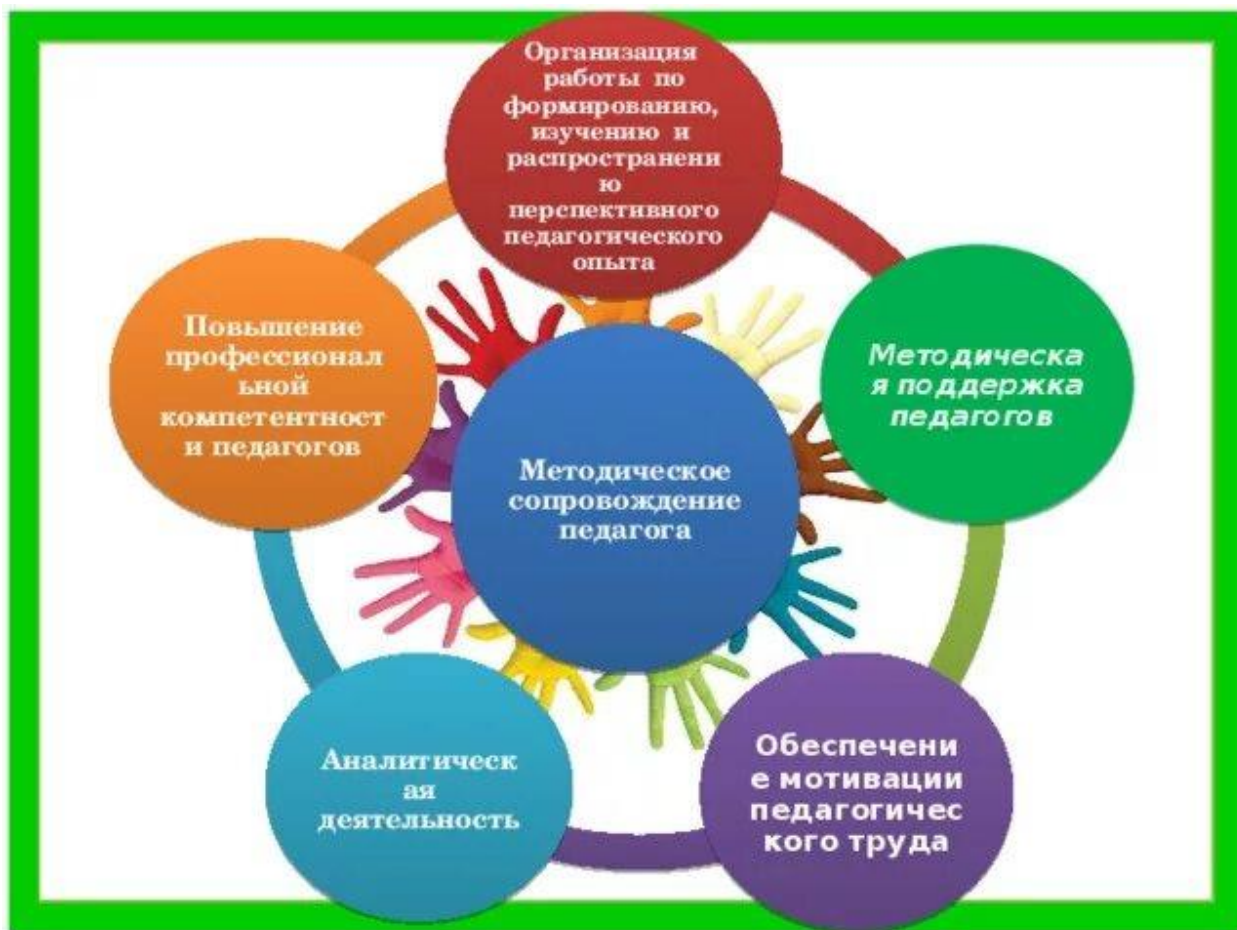 Организация
работы по
формированию,
изучению и
распространени
ю
перспективного
педагогического
опыта
Повышение
профессионал
ьной
компетентност
и педагогов
Методическа
я поддержка
педагогов
Методическое
сопровождение
педагога
Аналитическ
ая
деятельность
Обеспечени
е мотивации
педагогичес
кого труда